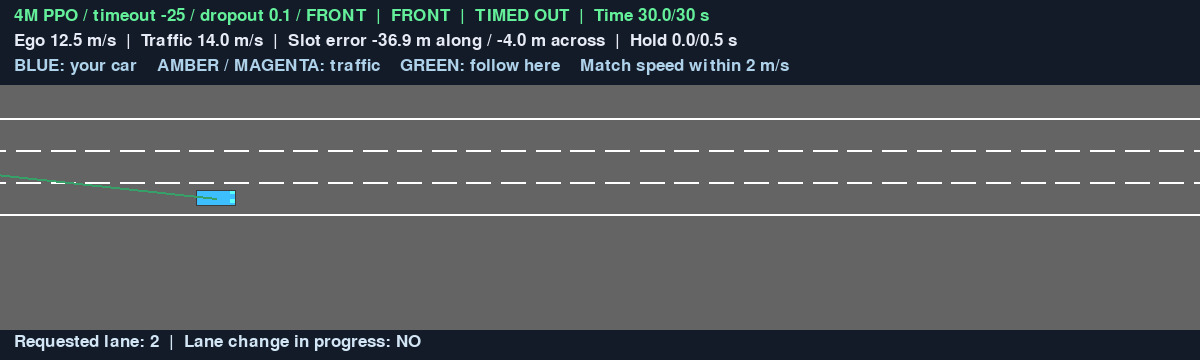 4M PPO / timeout -25 / dropout 0.1 / FRONT | FRONT | TIMED OUT | Time 30.0/30 s
Ego 12.5 m/s | Traffic 14.0 m/s | Slot error -36.9 m along / -4.0 m across | Hold 0.0/0.5 s
BLUE: your car AMBER / MAGENTA: traffic GREEN: follow here Match speed within 2 m/s
Requested lane: 2 | Lane change in progress: NO